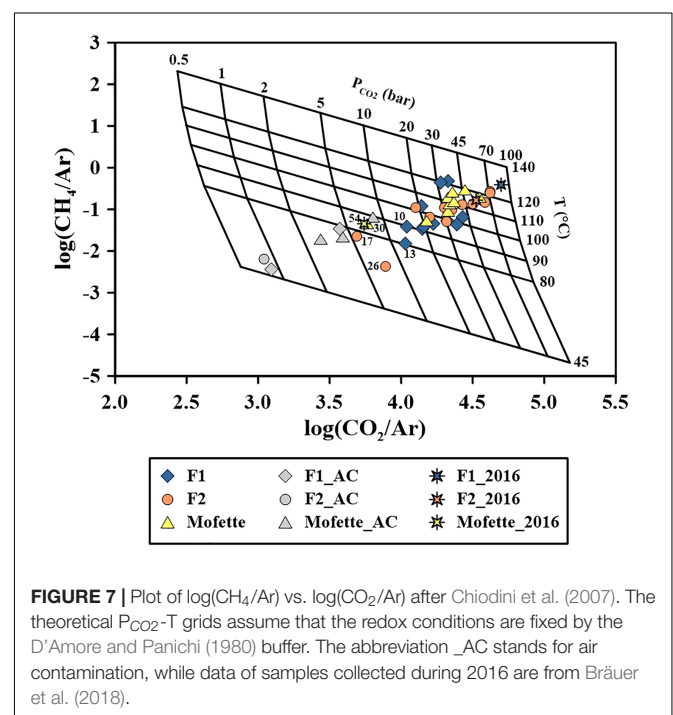 3
2
1
0
-1
-2
-3
-4
-5
log(CH4/Ar)
0.5
1
2
5
10
20
30
45
70
100
PCO2 (bar)
140
120
110
100
90
80
45
T (°C)
54
30
17
10
13
26
2.0 2.5 3.0 3.5 4.0 4.5 5.0 5.5
log(CO2/Ar)
F1 F1_AC F1_2016
F2 F2_AC F2_2016
Mofette Mofette_AC Mofette_2016
FIGURE 7 | Plot of log(CH4/Ar) vs. log(CO2/Ar) after Chiodini et al. (2007). The
theoretical PCO2-T grids assume that the redox conditions are fixed by the
D'Amore and Panichi (1980) buffer. The abbreviation _AC stands for air
contamination, while data of samples collected during 2016 are from Bräuer
et al. (2018).